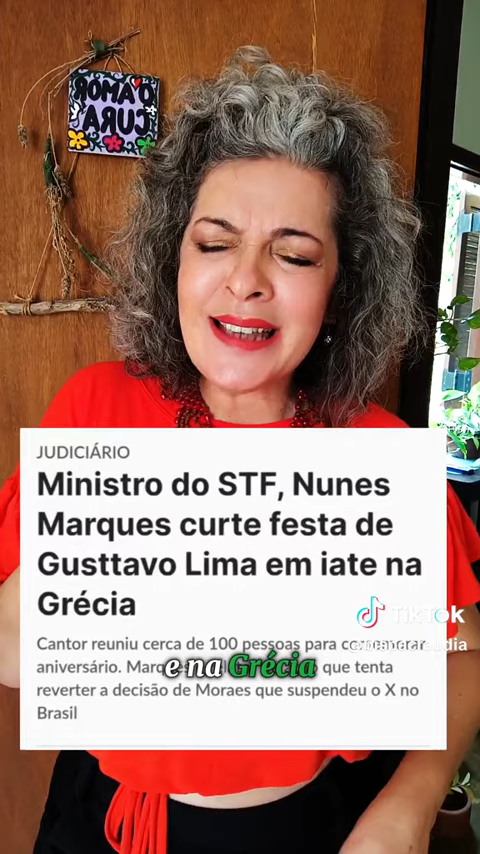 O AMOR
CURA
JUDICIÁRIO
Ministro do STF, Nunes
Marques curte festa de
Gusttavo Lima em iate na
Grécia
Cantor reuniu cerca de 100 pessoas para comemorar
aniversário. que tenta
e na Grécia
reverter a decisão de Moraes que suspendeu o X no
Brasil
TikTok